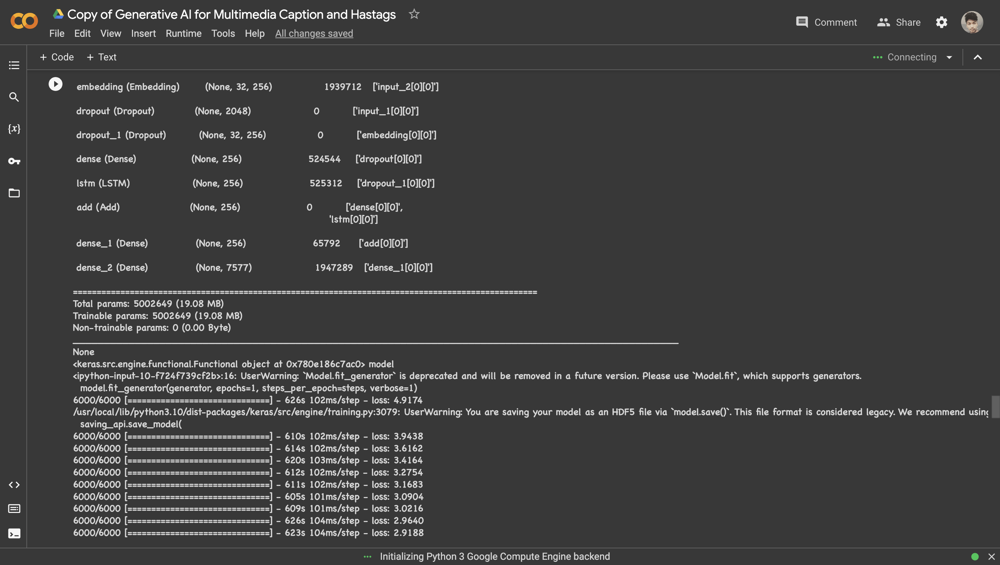 Copy of Generative AI for Multimedia Caption and Hastags
Comment
Share
File Edit View Insert Runtime Tools Help All changes saved
+ Code + Text
Connecting
embedding (Embedding) (None, 32, 256) 1939712 ['input_2[0][0]']
dropout (Dropout) (None, 2048) 0 ['input_1[0][0]']
dropout_1 (Dropout) (None, 32, 256) 0 ['embedding[0][0]']
dense (Dense) (None, 256) 524544 ['dropout[0][0]']
lstm (LSTM) (None, 256) 525312 ['dropout_1[0][0]']
add (Add) (None, 256) 0 ['dense[0][0]',
'lstm[0][0]']
dense_1 (Dense) (None, 256) 65792 ['add[0][0]']
dense_2 (Dense) (None, 7577) 1947289 ['dense_1[0][0]']
==================================================================================================
Total params: 5002649 (19.08 MB)
Trainable params: 5002649 (19.08 MB)
Non-trainable params: 0 (0.00 Byte)
__________________________________________________________________________________________________
None
<keras.src.engine.functional.Functional object at 0x780e186c7ac0> model
<ipython-input-10-f724f739cf2b>:16: UserWarning: `Model.fit_generator` is deprecated and will be removed in a future version. Please use `Model.fit`, which supports generators.
model.fit_generator(generator, epochs=1, steps_per_epoch=steps, verbose=1)
6000/6000 [==============================] - 626s 102ms/step - loss: 4.9174
/usr/local/lib/python3.10/dist-packages/keras/src/engine/training.py:3079: UserWarning: You are saving your model as an HDF5 file via `model.save()`. This file format is considered legacy. We recommend using
saving_api.save_model(
6000/6000 [==============================] - 610s 102ms/step - loss: 3.9438
6000/6000 [==============================] - 614s 102ms/step - loss: 3.6162
6000/6000 [==============================] - 620s 103ms/step - loss: 3.4164
6000/6000 [==============================] - 612s 102ms/step - loss: 3.2754
6000/6000 [==============================] - 611s 102ms/step - loss: 3.1683
6000/6000 [==============================] - 605s 101ms/step - loss: 3.0904
6000/6000 [==============================] - 609s 101ms/step - loss: 3.0216
6000/6000 [==============================] - 626s 104ms/step - loss: 2.9640
6000/6000 [==============================] - 623s 104ms/step - loss: 2.9188
Initializing Python 3 Google Compute Engine backend